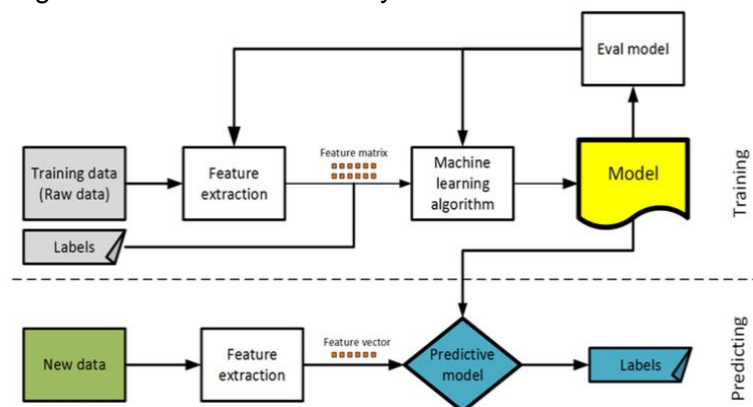 Eval model
Feature matrix
Training data
(Raw data)
Feature
extraction
Machine
learning
algorithm
Model
Training
Labels
New data
Feature
extraction
Feature vector
Predictive
model
Labels
Predicting